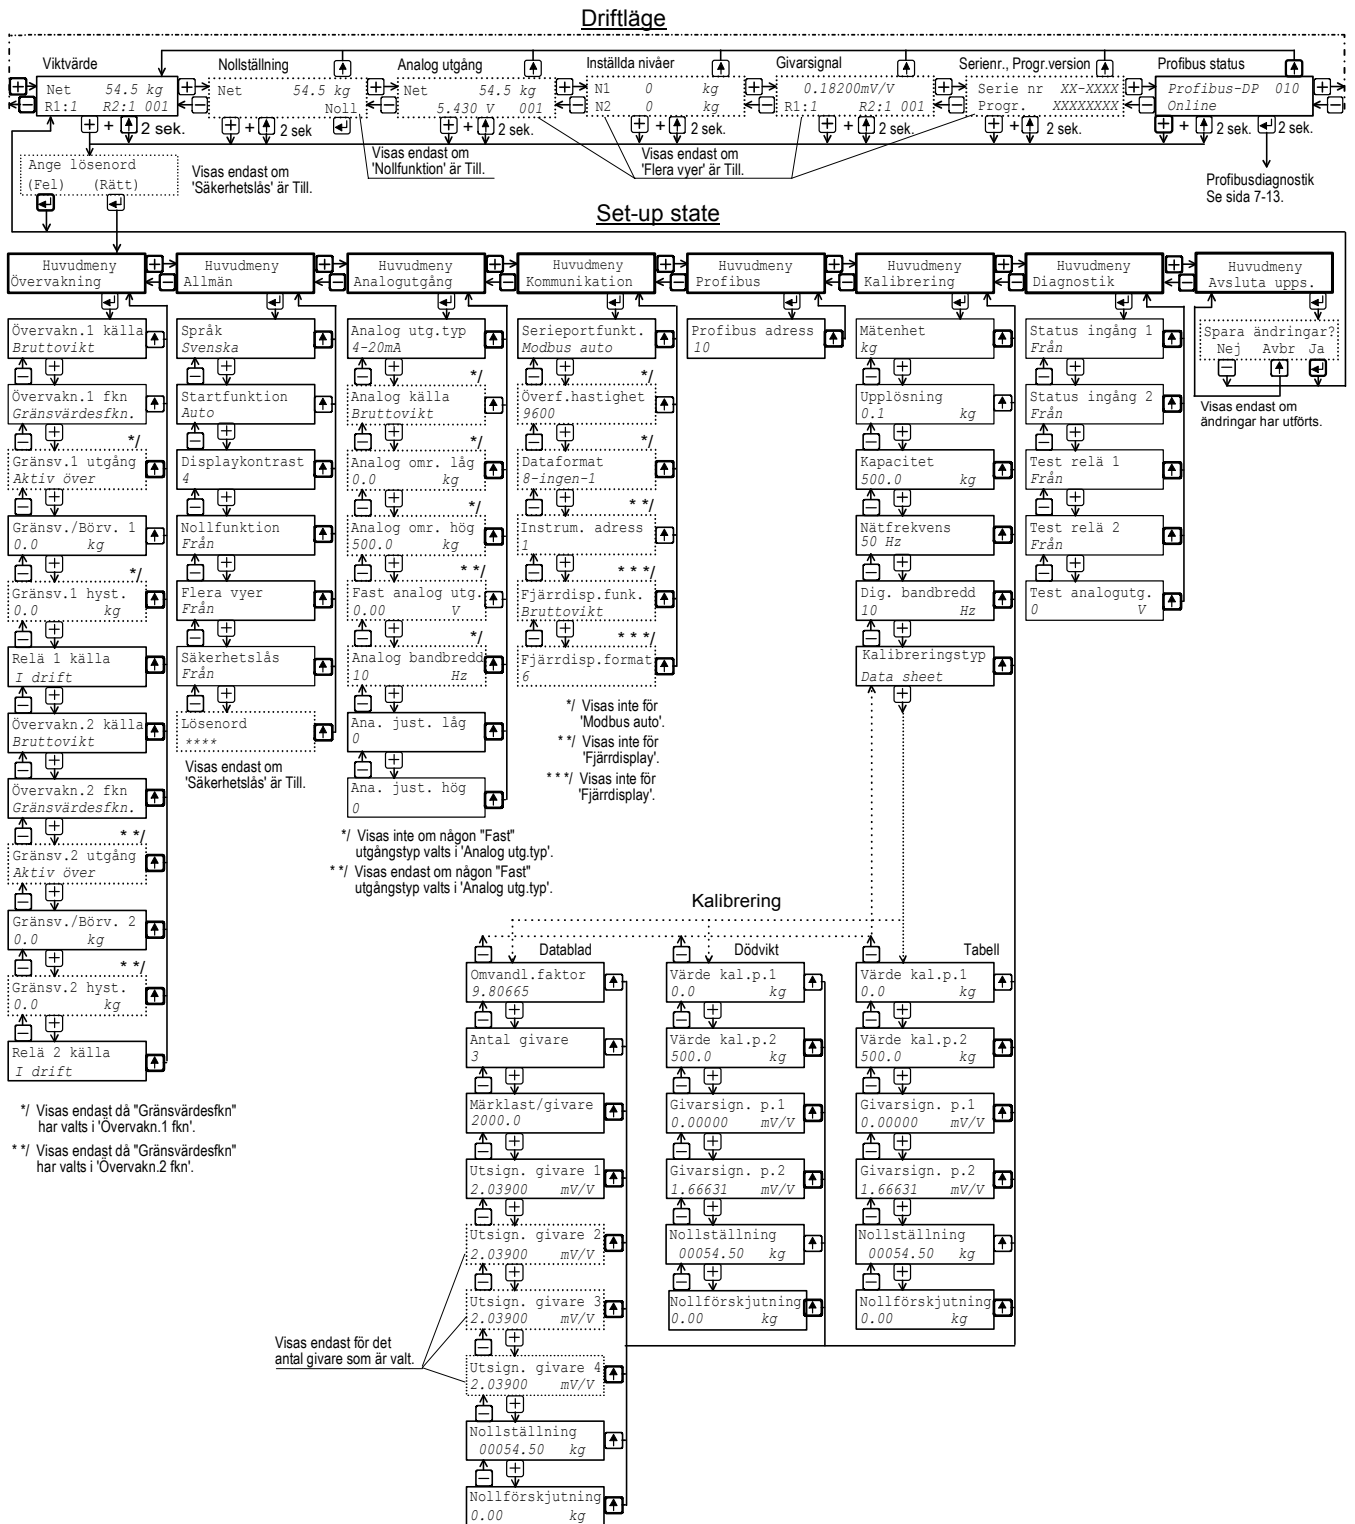 Driftläge
Viktvärde
Net 54.5 kg
R1:1 R2:1 001
+ 2 sek.
Nollställning
Net 54.5 kg
Noll
+ 2 sek
Analog utgång
Net 54.5 kg
5.430 V 001
+ 2 sek.
Inställda nivåer
N1 0 kg
N2 0 kg
+ 2 sek.
Givarsignal
0.18200mV/V
R1:1 R2:1 001
+ 2 sek.
Serienr., Progr.version
Serie nr XX-XXXX
Progr. XXXXXXXX
+ 2 sek.
Profibus status
Profibus-DP 010
Online
+ 2 sek. 2 sek.
Ange lösenord
(Fel) (Rätt)
Visas endast om
'Säkerhetslås' är Till.
Visas endast om
'Nollfunktion' är Till.
Visas endast om
'Flera vyer' är Till.
Profibusdiagnostik
Se sida 7-13.
Set-up state
Huvudmeny
Övervakning
Övervakn.1 källa
Bruttovikt
Övervakn.1 fkn
Gränsvärdesfkn.
*/
Gränsv.1 utgång
Aktiv över
Gränsv./Börv. 1
0.0 kg
*/
Gränsv.1 hyst.
0.0 kg
Relä 1 källa
I drift
Övervakn.2 källa
Bruttovikt
Övervakn.2 fkn
Gränsvärdesfkn.
* */
Gränsv.2 utgång
Aktiv över
Gränsv./Börv. 2
0.0 kg
* */
Gränsv.2 hyst.
0.0 kg
Relä 2 källa
I drift
*/ Visas endast då "Gränsvärdesfkn"
har valts i 'Övervakn.1 fkn'.
* */ Visas endast då "Gränsvärdesfkn"
har valts i 'Övervakn.2 fkn'.
Huvudmeny
Allmän
Språk
Svenska
Startfunktion
Auto
Displaykontrast
4
Nollfunktion
Från
Flera vyer
Från
Säkerhetslås
Från
Lösenord
****
Visas endast om
'Säkerhetslås' är Till.
Huvudmeny
Analogutgång
Analog utg.typ
4-20mA
*/
Analog källa
Bruttovikt
*/
Analog omr. låg
0.0 kg
*/
Analog omr. hög
500.0 kg
* */
Fast analog utg.
0.00 V
*/
Analog bandbredd
10 Hz
Ana. just. låg
0
Ana. just. hög
0
*/ Visas inte om någon "Fast"
utgångstyp valts i 'Analog utg.typ'.
* */ Visas endast om någon "Fast"
utgångstyp valts i 'Analog utg.typ'.
Huvudmeny
Kommunikation
Serieportfunkt.
Modbus auto
*/
Överf.hastighet
9600
*/
Dataformat
8-ingen-1
* */
Instrum. adress
1
* * */
Fjärrdisp.funk.
Bruttovikt
* * */
Fjärrdisp.format
6
*/ Visas inte för
'Modbus auto'.
* */ Visas inte för
'Fjärrdisplay'.
* * */ Visas inte för
'Fjärrdisplay'.
Huvudmeny
Profibus
Profibus adress
10
Huvudmeny
Kalibrering
Mätenhet
kg
Upplösning
0.1 kg
Kapacitet
500.0 kg
Nätfrekvens
50 Hz
Dig. bandbredd
10 Hz
Kalibreringstyp
Data sheet
Huvudmeny
Diagnostik
Status ingång 1
Från
Status ingång 2
Från
Test relä 1
Från
Test relä 2
Från
Test analogutg.
0 V
Huvudmeny
Avsluta upps.
Spara ändringar?
Nej Avbr Ja
Visas endast om
ändringar har utförts.
Kalibrering
Datablad
Omvandl.faktor
9.80665
Antal givare
3
Märklast/givare
2000.0
Utsign. givare 1
2.03900 mV/V
Utsign. givare 2
2.03900 mV/V
Utsign. givare 3
2.03900 mV/V
Utsign. givare 4
2.03900 mV/V
Nollställning
00054.50 kg
Nollförskjutning
0.00 kg
Visas endast för det
antal givare som är valt.
Dödvikt
Värde kal.p.1
0.0 kg
Värde kal.p.2
500.0 kg
Givarsign. p.1
0.00000 mV/V
Givarsign. p.2
1.66631 mV/V
Nollställning
00054.50 kg
Nollförskjutning
0.00 kg
Tabell
Värde kal.p.1
0.0 kg
Värde kal.p.2
500.0 kg
Givarsign. p.1
0.00000 mV/V
Givarsign. p.2
1.66631 mV/V
Nollställning
00054.50 kg
Nollförskjutning
0.00 kg